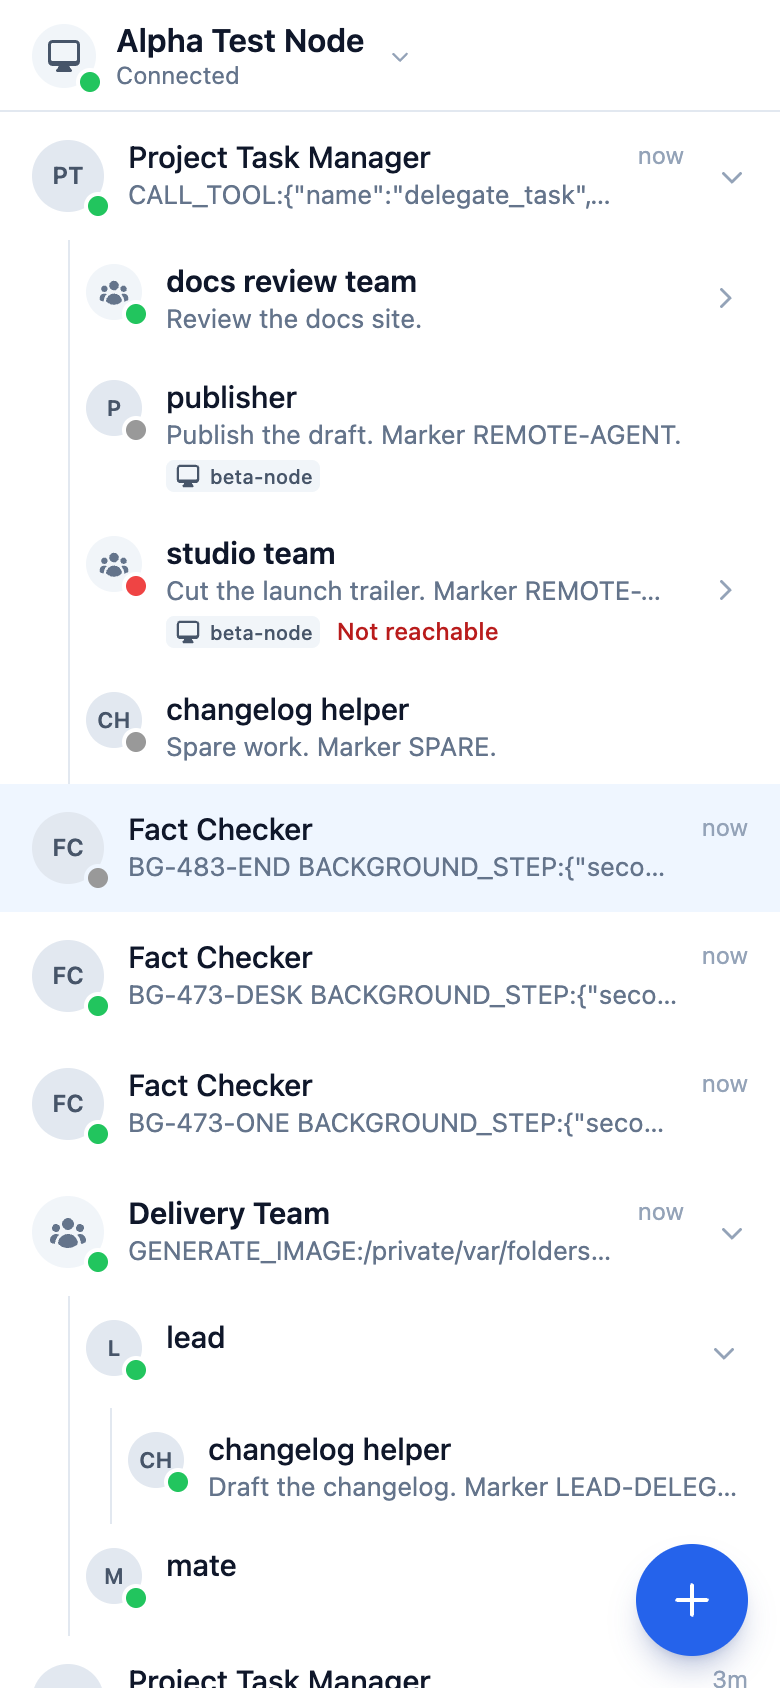 Alpha Test Node
Connected
PT
Project Task Manager
now
CALL_TOOL:{"name":"delegate_task",...
docs review team
Review the docs site.
P
publisher
Publish the draft. Marker REMOTE-AGENT.
beta-node
studio team
Cut the launch trailer. Marker REMOTE-...
beta-node
Not reachable
CH
changelog helper
Spare work. Marker SPARE.
FC
Fact Checker
now
BG-483-END BACKGROUND_STEP:{"seco...
FC
Fact Checker
now
BG-473-DESK BACKGROUND_STEP:{"seco...
FC
Fact Checker
now
BG-473-ONE BACKGROUND_STEP:{"seco...
Delivery Team
now
GENERATE_IMAGE:/private/var/folders...
L
lead
CH
changelog helper
Draft the changelog. Marker LEAD-DELEG...
M
mate
Project Task Manager
3m